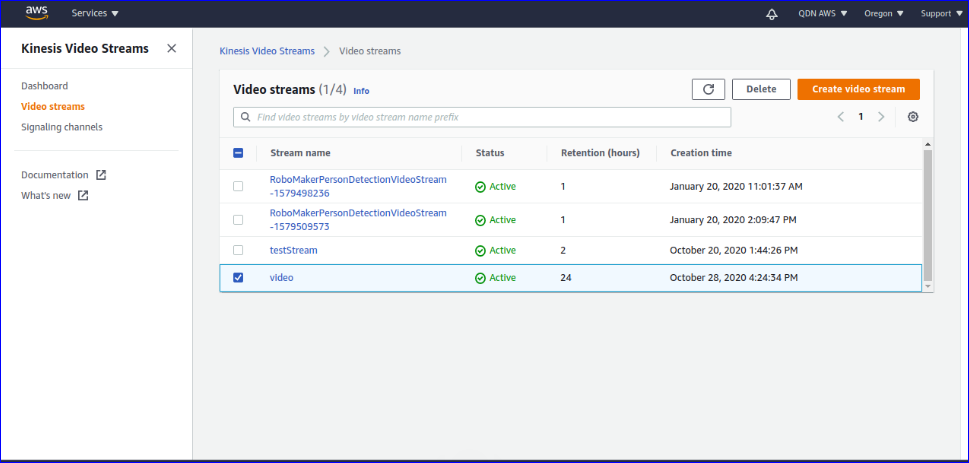 aws Services QDN AWS Oregon Support
Kinesis Video Streams
Kinesis Video Streams Video streams
Dashboard
Video streams
Signaling channels
Documentation
What's new
Video streams (1/4) Info Delete Create video stream
Find video streams by video stream name prefix 1
Stream name Status Retention (hours) Creation time
RoboMakerPersonDetectionVideoStream
-1579498236 Active 1 January 20, 2020 11:01:37 AM
RoboMakerPersonDetectionVideoStream
-1579509573 Active 1 January 20, 2020 2:09:47 PM
testStream Active 2 October 20, 2020 1:44:26 PM
video Active 24 October 28, 2020 4:24:34 PM